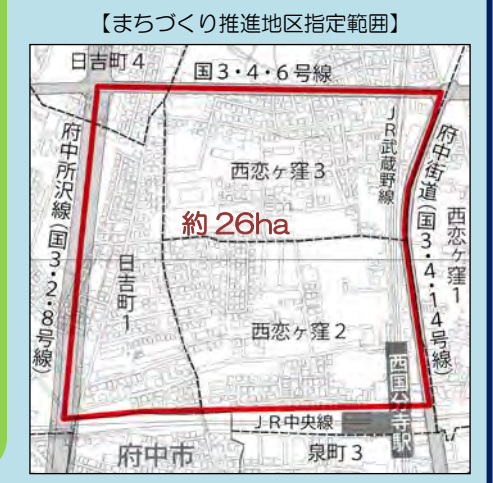 【まちづくり推進地区指定範囲】
日吉町4
国3・4・6号線
府中所沢線(国3・2・8号線)
JR武蔵野線
府中街道(国3・4・14号線)
西恋ヶ窪3
西恋ヶ窪1
約26ha
日吉町1
西恋ヶ窪2
西国分寺駅
JR中央線
府中市
泉町3